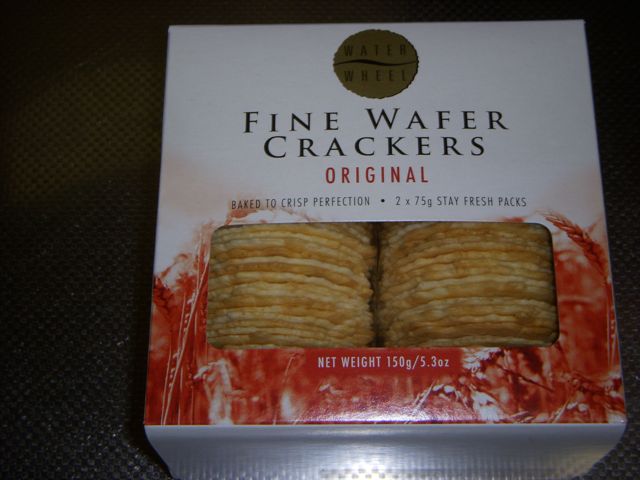 WATER
WHEEL
FINE WAFER
CRACKERS
ORIGINAL
BAKED TO CRISP PERFECTION • 2 x 75g STAY FRESH PACKS
NET WEIGHT 150g/5.3oz